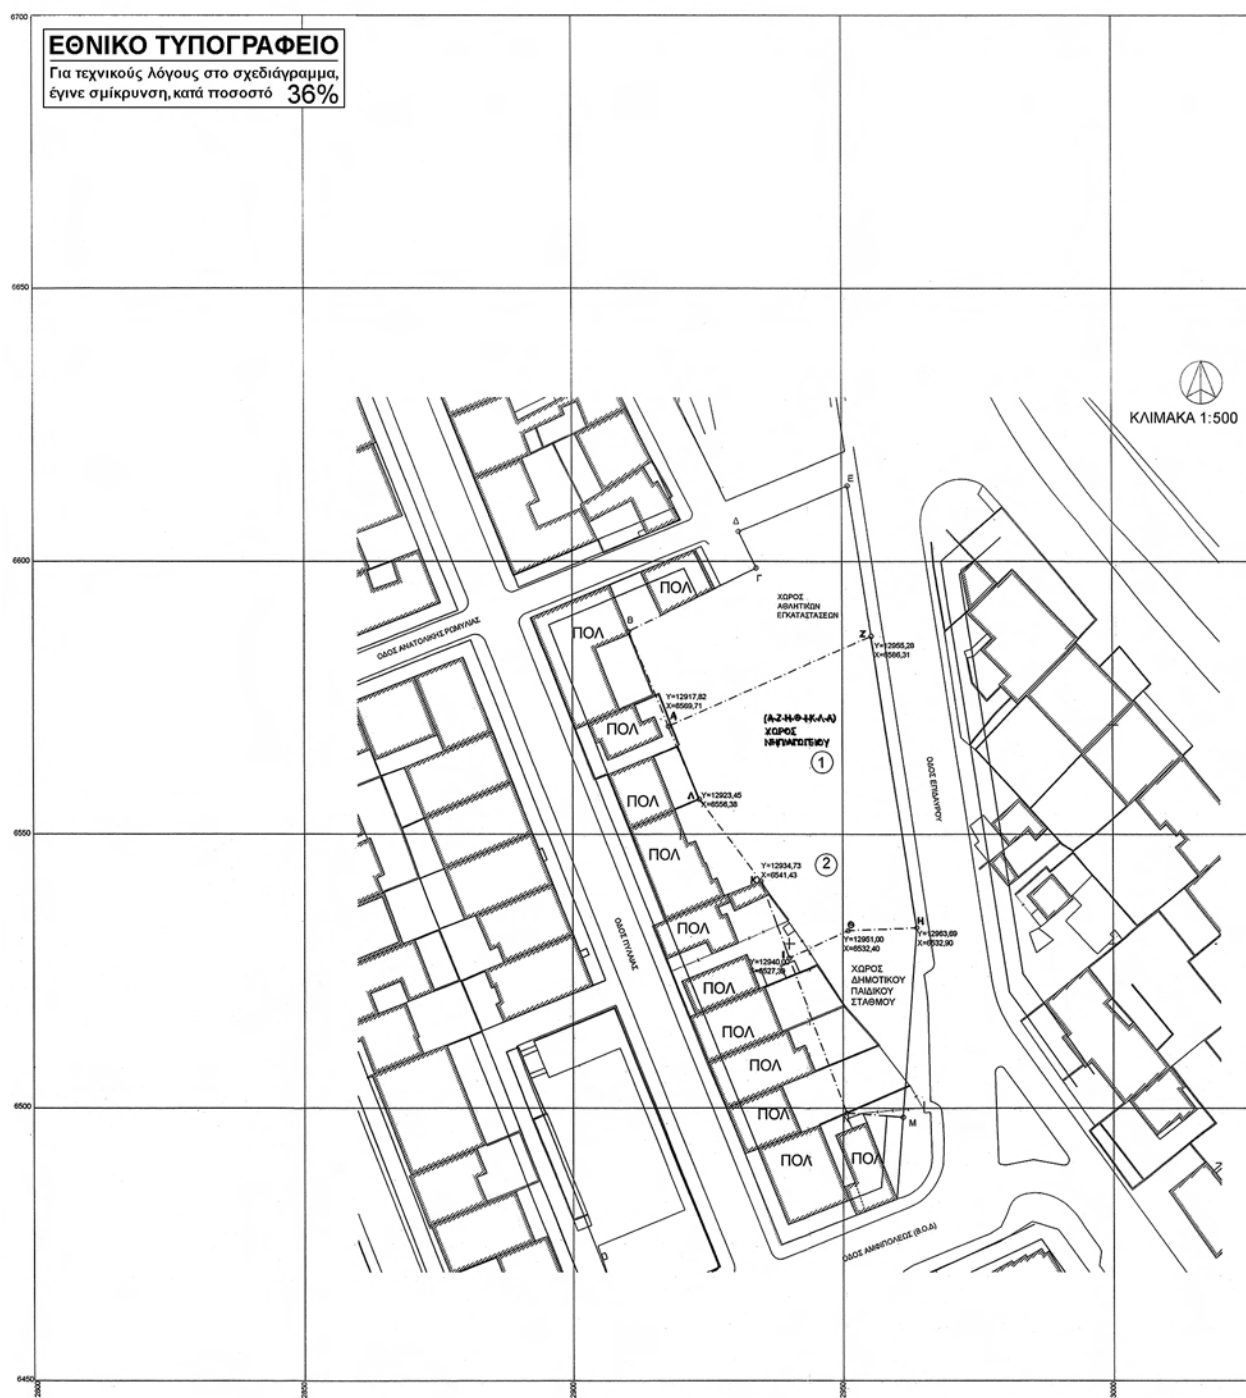 6700
ΕΘΝΙΚΟ ΤΥΠΟΓΡΑΦΕΙΟ
Για τεχνικούς λόγους στο σχεδιάγραμμα,
έγινε σμίκρυνση, κατά ποσοστό 36%
6650
ΚΛΙΜΑΚΑ 1:500
Ε
Δ
6600
Γ
ΠΟΛ
ΧΩΡΟΣ
ΑΘΛΗΤΙΚΩΝ
ΕΓΚΑΤΑΣΤΑΣΕΩΝ
Β
ΠΟΛ
ΟΔΟΣ ΑΝΑΤΟΛΙΚΗΣ ΡΩΜΥΛΙΑΣ
Ζ
Υ=12955,28
Χ=6586,31
Υ=12917,82
Χ=6569,71
Α
(Α-Ζ-Η-Θ-Ι-Κ-Λ-Α)
ΧΩΡΟΣ
ΝΗΠΙΑΓΩΓΕΙΟΥ
ΠΟΛ
1
ΟΔΟΣ ΕΠΙΔΑΥΡΟΥ
Λ
Υ=12923,45
Χ=6556,38
ΠΟΛ
6550
ΠΟΛ
2
Υ=12934,73
Χ=6541,43
Κ
ΠΟΛ
Θ
Η
Υ=12951,00
Χ=6532,40
Υ=12963,69
Χ=6532,90
ΟΔΟΣ ΠΥΛΑΙΑΣ
Ι
Υ=12940,00
Χ=6527,39
ΧΩΡΟΣ
ΔΗΜΟΤΙΚΟΥ
ΠΑΙΔΙΚΟΥ
ΣΤΑΘΜΟΥ
ΠΟΛ
ΠΟΛ
ΠΟΛ
6500
ΠΟΛ
Μ
ΠΟΛ
ΠΟΛ
ΟΔΟΣ ΑΜΦΙΠΟΛΕΩΣ (Β.Ο.Δ)
6450